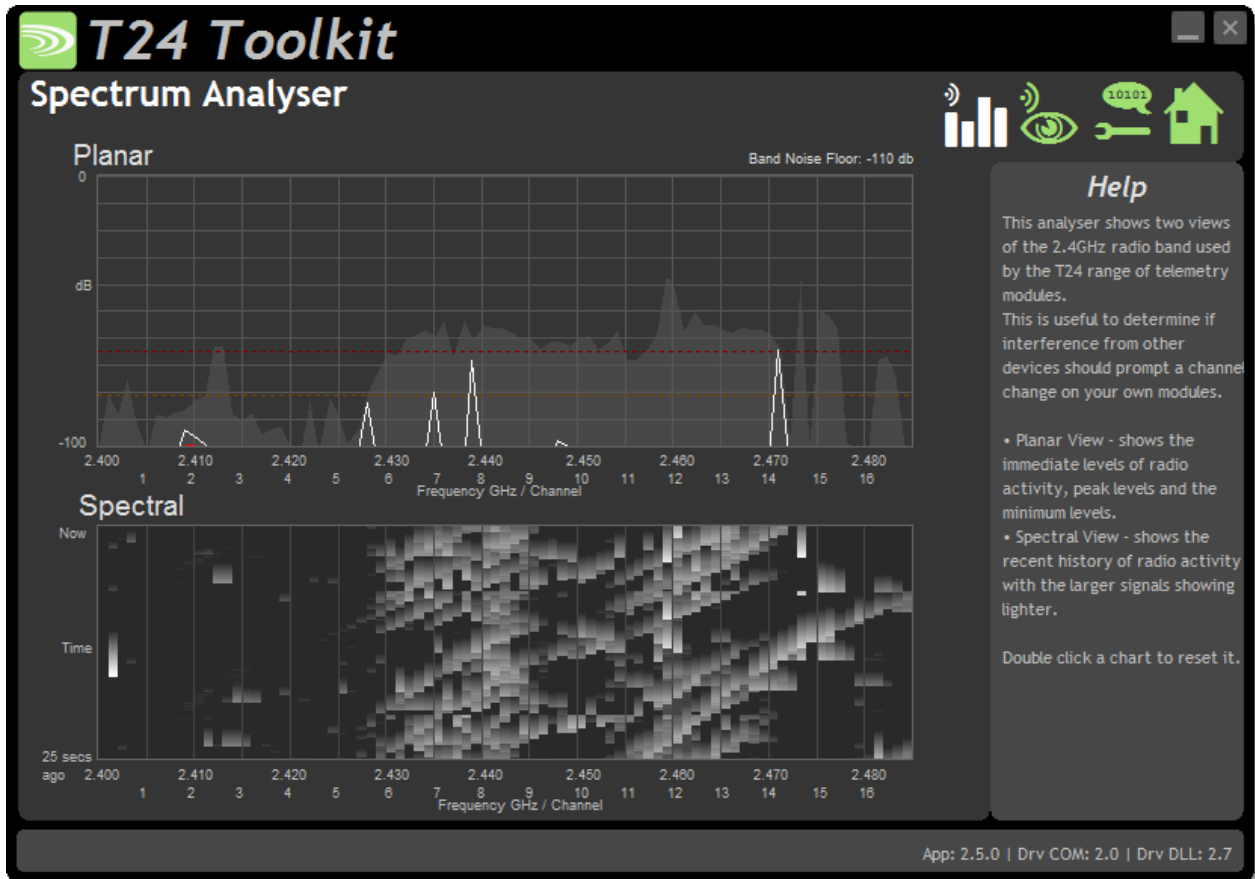 T24 Toolkit
Spectrum Analyser
10101
Planar
Band Noise Floor: -110 db
0
dB
-100
2.400 2.410 2.420 2.430 2.440 2.450 2.460 2.470 2.480
1 2 3 4 5 6 7 8 9 10 11 12 13 14 15 16
Frequency GHz / Channel
Spectral
Now
Time
25 secs
ago 2.400 2.410 2.420 2.430 2.440 2.450 2.460 2.470 2.480
1 2 3 4 5 6 7 8 9 10 11 12 13 14 15 16
Frequency GHz / Channel
Help
This analyser shows two views
of the 2.4GHz radio band used
by the T24 range of telemetry
modules.
This is useful to determine if
interference from other
devices should prompt a channel
change on your own modules.
• Planar View - shows the
immediate levels of radio
activity, peak levels and the
minimum levels.
• Spectral View - shows the
recent history of radio activity
with the larger signals showing
lighter.
Double click a chart to reset it.
App: 2.5.0 | Drv COM: 2.0 | Drv DLL: 2.7